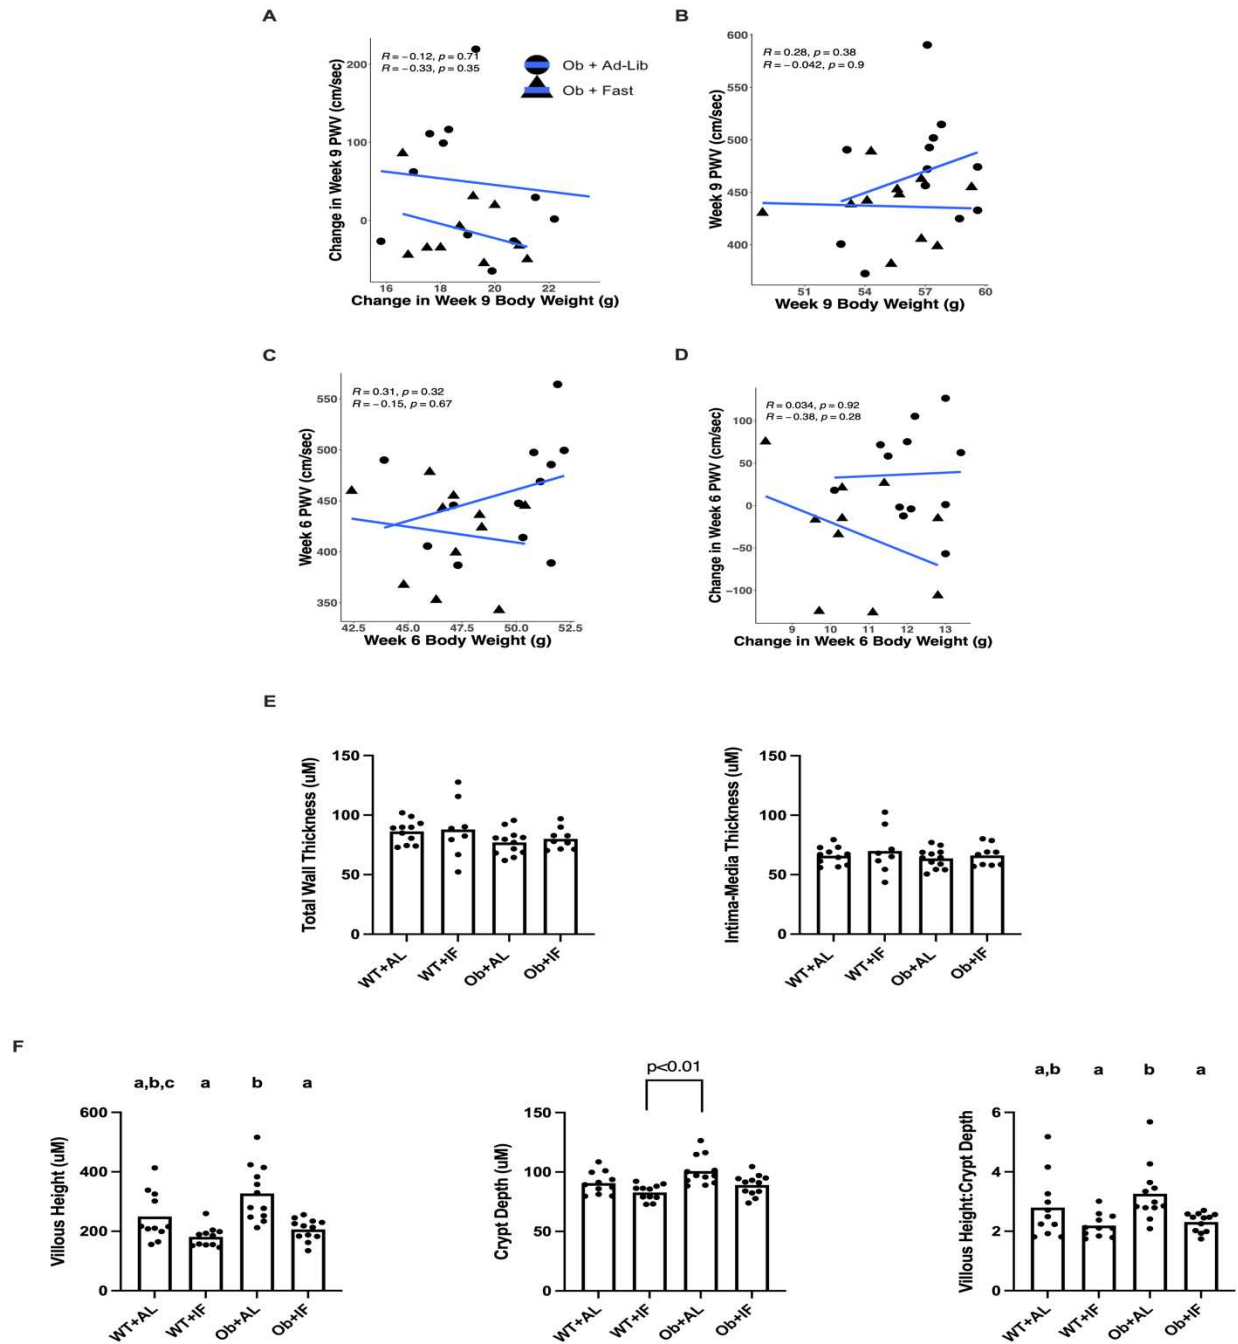 A
R = −0.12, p = 0.71
R = −0.33, p = 0.35
Ob + Ad-Lib
Ob + Fast
Change in Week 9 PWV (cm/sec)
200
100
0
16 18 20 22
Change in Week 9 Body Weight (g)
B
R = 0.28, p = 0.38
R = −0.042, p = 0.9
Week 9 PWV (cm/sec)
600
550
500
450
400
51 54 57 60
Week 9 Body Weight (g)
C
R = 0.31, p = 0.32
R = −0.15, p = 0.67
Week 6 PWV (cm/sec)
550
500
450
400
350
42.5 45.0 47.5 50.0 52.5
Week 6 Body Weight (g)
D
R = 0.034, p = 0.92
R = −0.38, p = 0.28
Change in Week 6 PWV (cm/sec)
100
50
0
−50
−100
9 10 11 12 13
Change in Week 6 Body Weight (g)
E
Total Wall Thickness (uM)
150
100
50
0
WT+AL WT+IF Ob+AL Ob+IF
Intima-Media Thickness (uM)
150
100
50
0
WT+AL WT+IF Ob+AL Ob+IF
F
a,b,c a b a
Villous Height (uM)
600
400
200
0
WT+AL WT+IF Ob+AL Ob+IF
p<0.01
Crypt Depth (uM)
150
100
50
0
WT+AL WT+IF Ob+AL Ob+IF
a,b a b a
Villous Height:Crypt Depth
6
4
2
0
WT+AL WT+IF Ob+AL Ob+IF